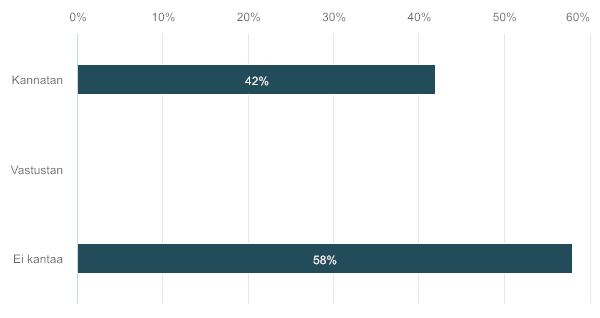 0% 10% 20% 30% 40% 50% 60%
Kannatan 42%
Vastustan
Ei kantaa 58%